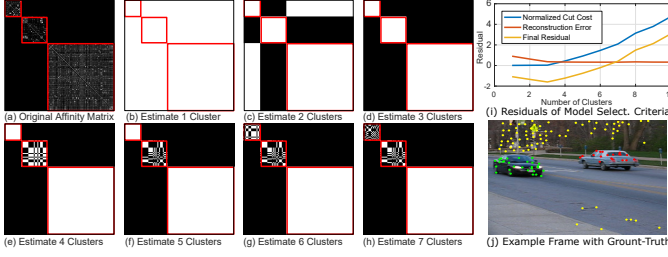 (a) Original Affinity Matrix
(b) Estimate 1 Cluster
(c) Estimate 2 Clusters
(d) Estimate 3 Clusters
6
4
2
0
-2
Residual
Normalized Cut Cost
Reconstruction Error
Final Residual
2
4
6
8
Number of Clusters
(i) Residuals of Model Select. Criteria
(e) Estimate 4 Clusters
(f) Estimate 5 Clusters
(g) Estimate 6 Clusters
(h) Estimate 7 Clusters
(j) Example Frame with Grount-Truth